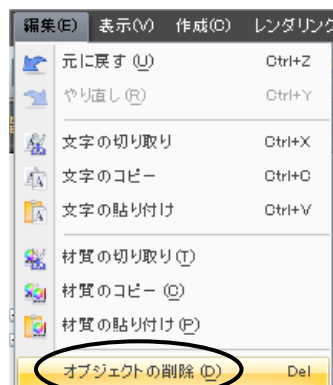 編集(E) 表示(V) 作成(C) レンダリング
元に戻す(U) Ctrl+Z
やり直し(R) Ctrl+Y
文字の切り取り Ctrl+X
文字のコピー Ctrl+C
文字の貼り付け Ctrl+V
材質の切り取り(T)
材質のコピー(C)
材質の貼り付け(P)
オブジェクトの削除(D) Del